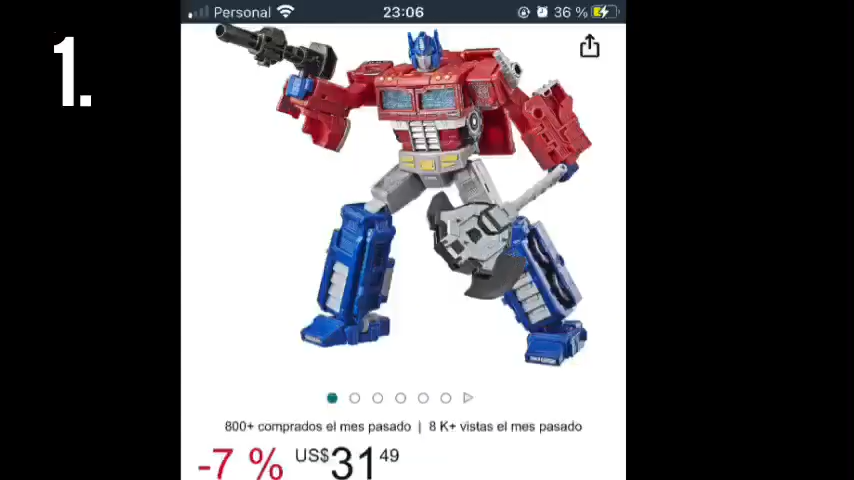 1.
Personal 23:06 36 %
800+ comprados el mes pasado | 8 K+ vistas el mes pasado
-7 % US$31 49